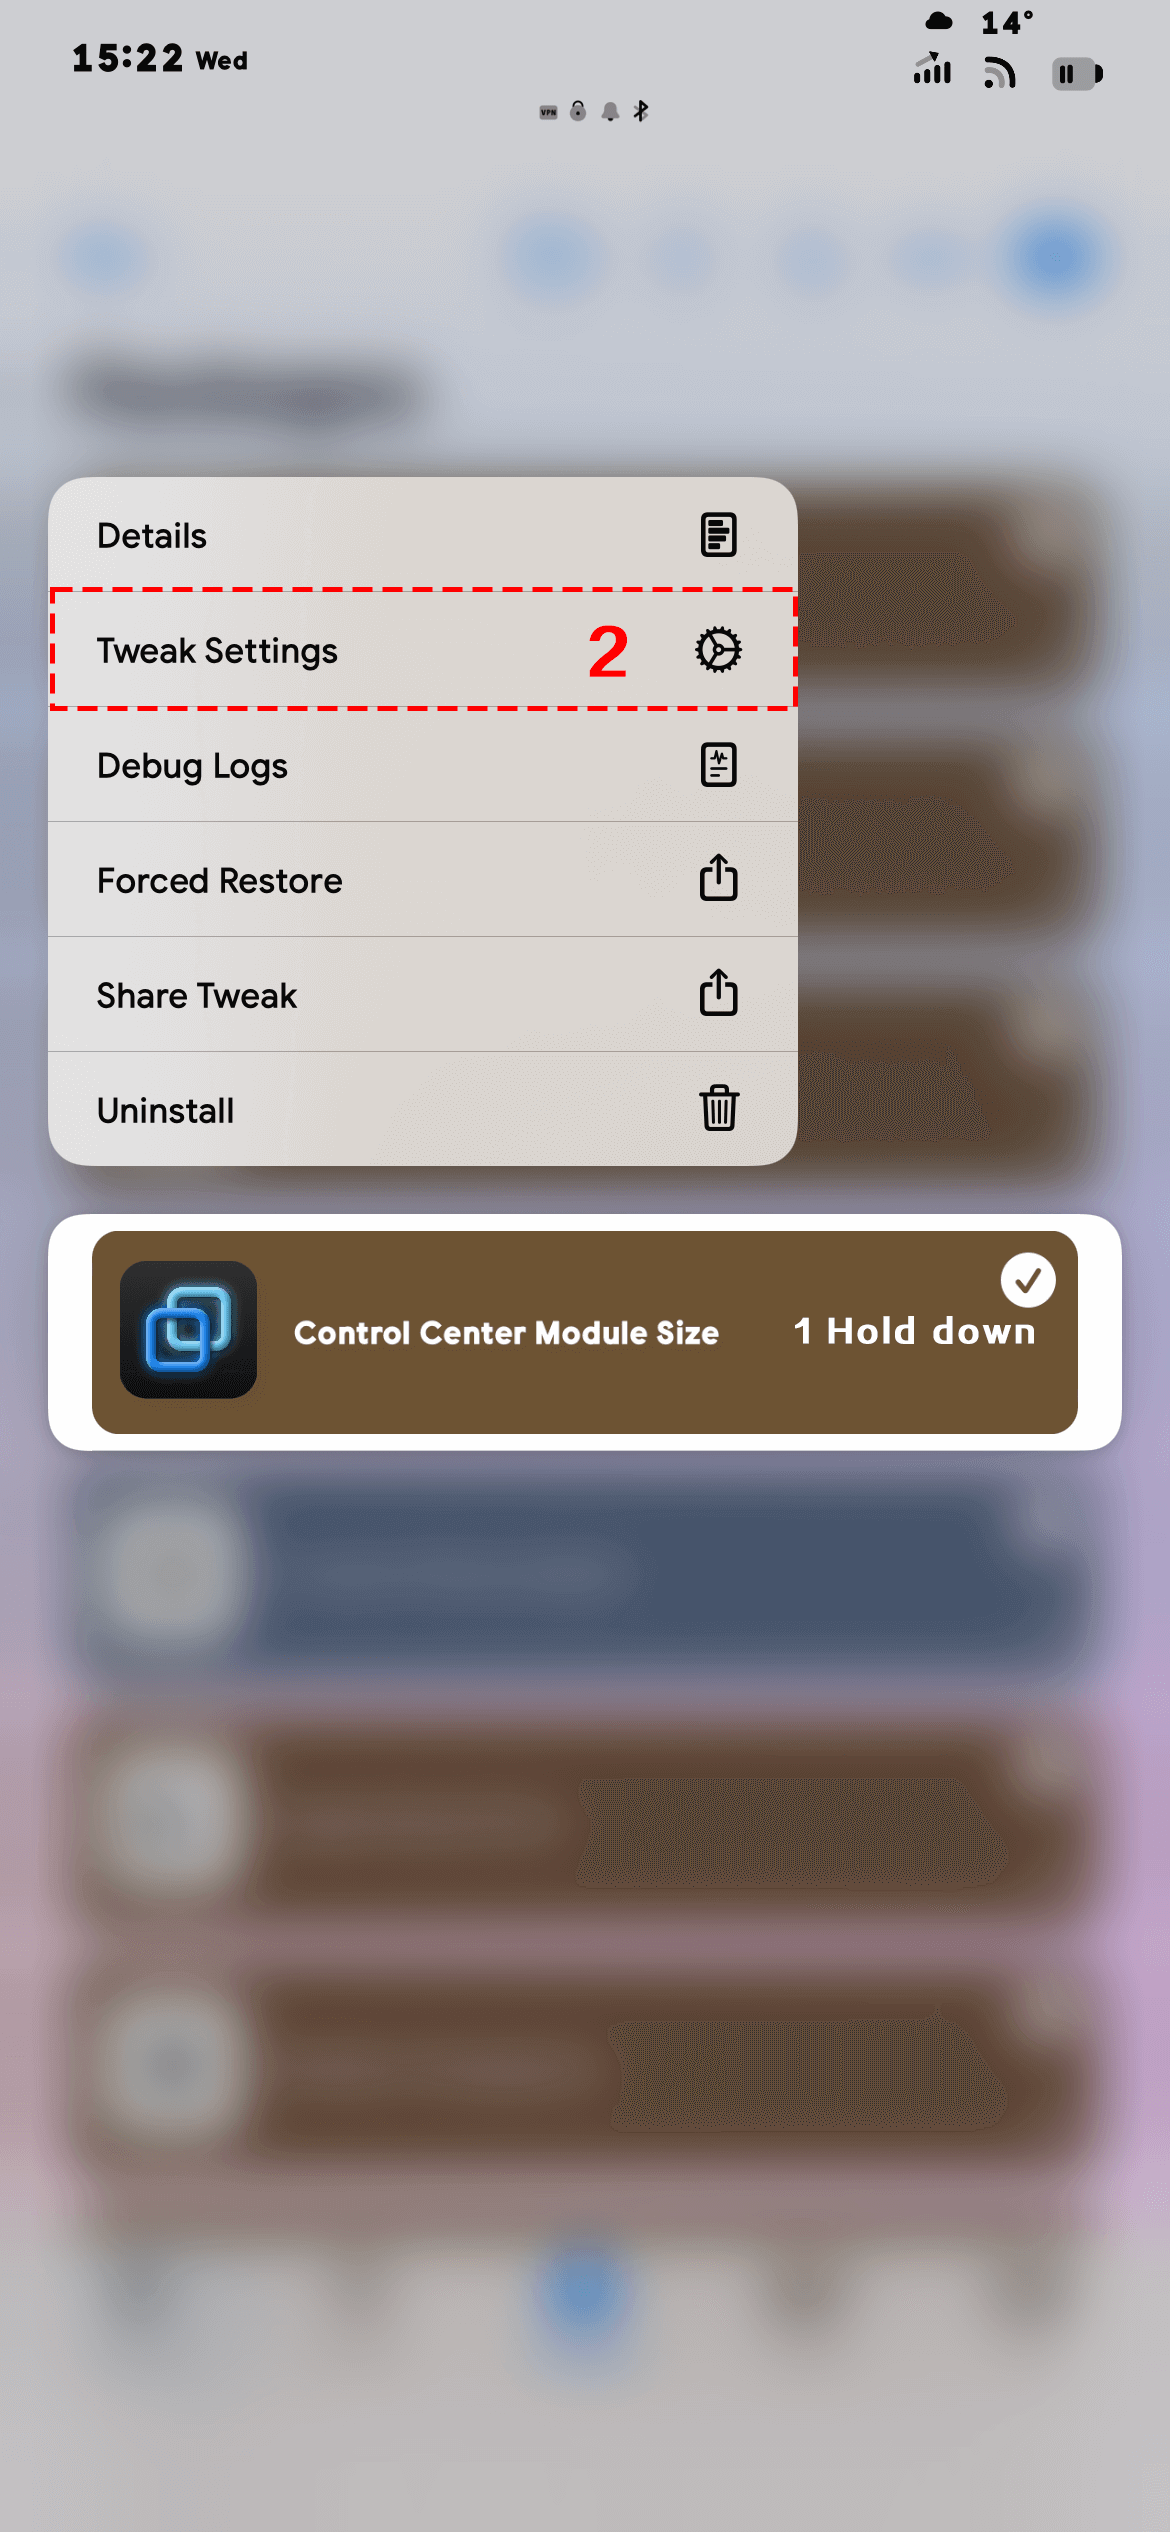 14°
15:22 Wed
VPN
Details
Tweak Settings 2
Debug Logs
Forced Restore
Share Tweak
Uninstall
Control Center Module Size 1 Hold down